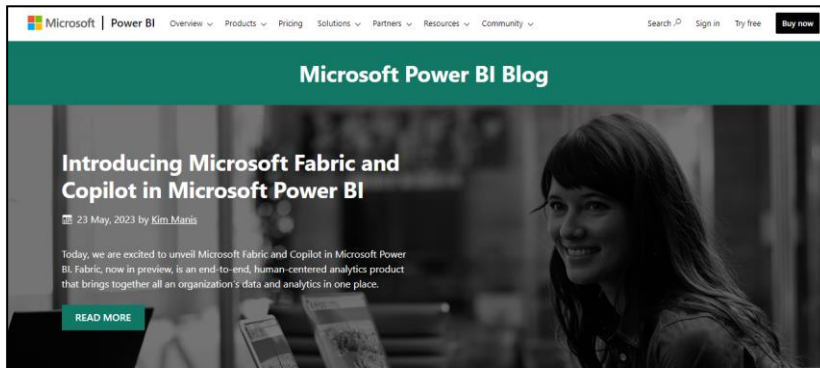 Microsoft | Power BI Overview Products Pricing Solutions Partners Resources Community Search Sign in Try free Buy now
Microsoft Power BI Blog
Introducing Microsoft Fabric and
Copilot in Microsoft Power BI
23 May, 2023 by Kim Manis
Today, we are excited to unveil Microsoft Fabric and Copilot in Microsoft Power
BI. Fabric, now in preview, is an end-to-end, human-centered analytics product
that brings together all an organization's data and analytics in one place.
READ MORE